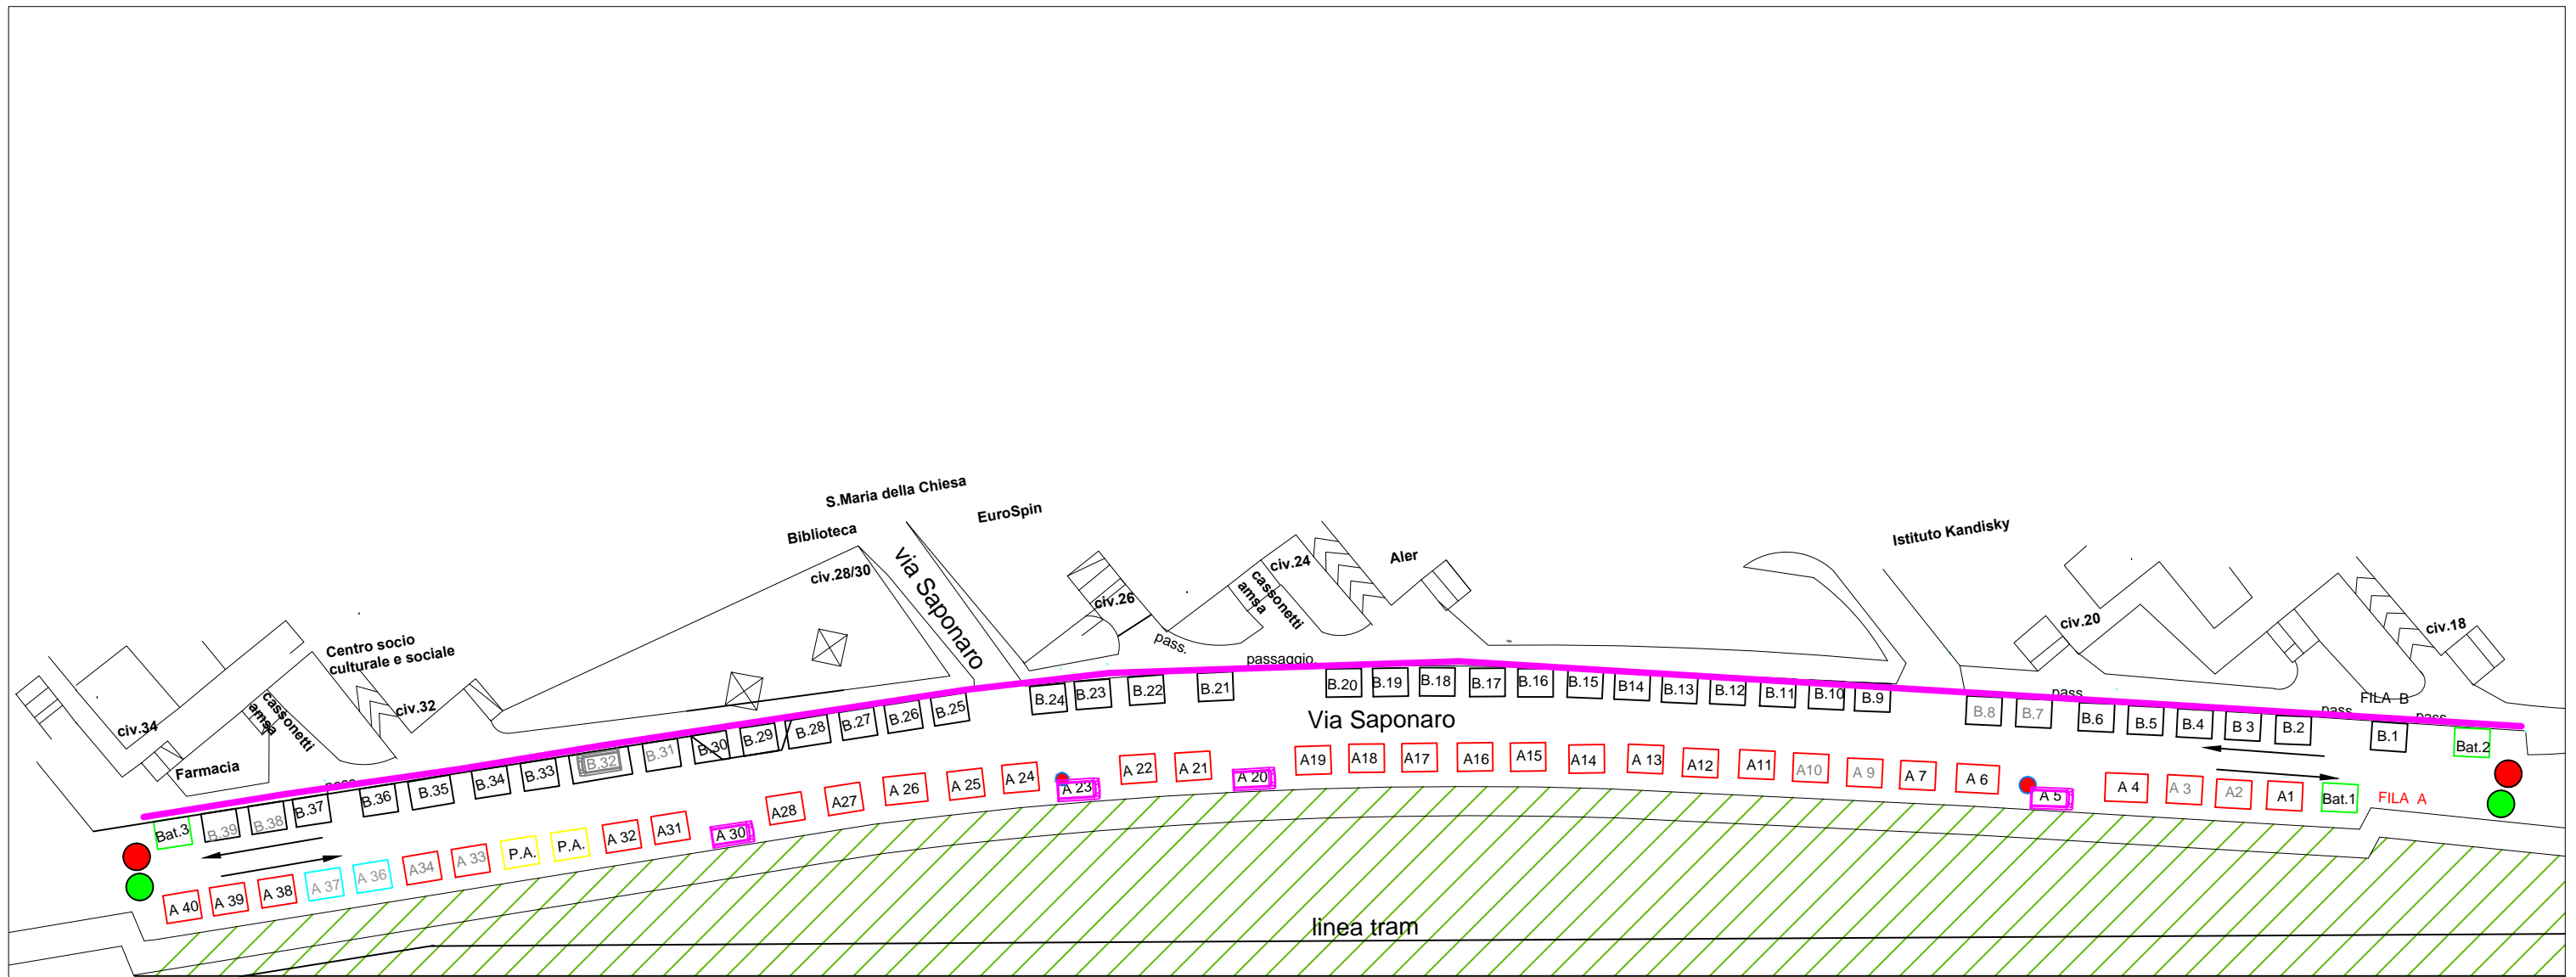 S.Maria della Chiesa
Biblioteca
EuroSpin
Istituto Kandisky
via Saponaro
civ.28/30
civ.26
civ.24
Aler
cassonetti
amsa
civ.20
civ.18
Centro socio
culturale e sociale
civ.32
civ.34
cassonetti
amsa
Farmacia
pass.
passaggio.
pass.
pass.
FILA B
pass.
pass.
Via Saponaro
Bat.3
B.39
B.38
B.37
B.36
B.35
B.34
B.33
B.32
B.31
B.30
B.29
B.28
B.27
B.26
B.25
B.24
B.23
B.22
B.21
B.20
B.19
B.18
B.17
B.16
B.15
B14
B.13
B.12
B.11
B.10
B.9
B.8
B.7
B.6
B.5
B.4
B 3
B.2
B.1
Bat.2
A 40
A 39
A 38
A 37
A 36
A34
A 33
P.A.
P.A.
A 32
A31
A 30
A28
A27
A 26
A 25
A 24
A 23
A 22
A 21
A 20
A19
A18
A17
A16
A15
A14
A 13
A12
A11
A10
A 9
A 7
A 6
A 5
A 4
A 3
A2
A1
Bat.1
FILA A
linea tram